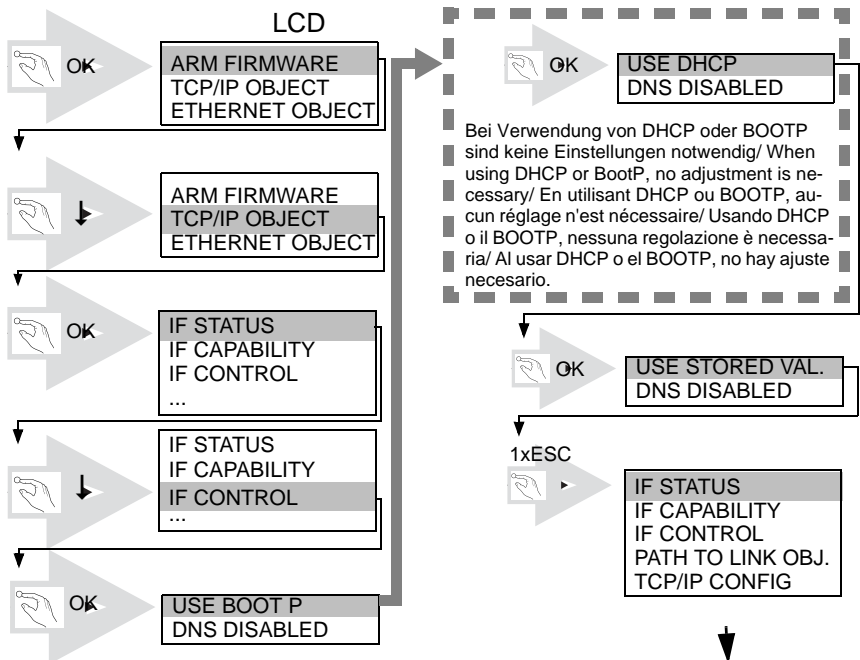 LCD
OK
ARM FIRMWARE
TCP/IP OBJECT
ETHERNET OBJECT
ARM FIRMWARE
TCP/IP OBJECT
ETHERNET OBJECT
OK
IF STATUS
IF CAPABILITY
IF CONTROL
...
IF STATUS
IF CAPABILITY
IF CONTROL
...
OK
USE BOOT P
DNS DISABLED
OK
USE DHCP
DNS DISABLED
Bei Verwendung von DHCP oder BOOTP
sind keine Einstellungen notwendig/ When
using DHCP or BootP, no adjustment is ne-
cessary/ En utilisant DHCP ou BOOTP, au-
cun réglage n'est nécessaire/ Usando DHCP
o il BOOTP, nessuna regolazione è necessa-
ria/ Al usar DHCP o el BOOTP, no hay ajuste
necesario.
OK
USE STORED VAL.
DNS DISABLED
1xESC
IF STATUS
IF CAPABILITY
IF CONTROL
PATH TO LINK OBJ.
TCP/IP CONFIG